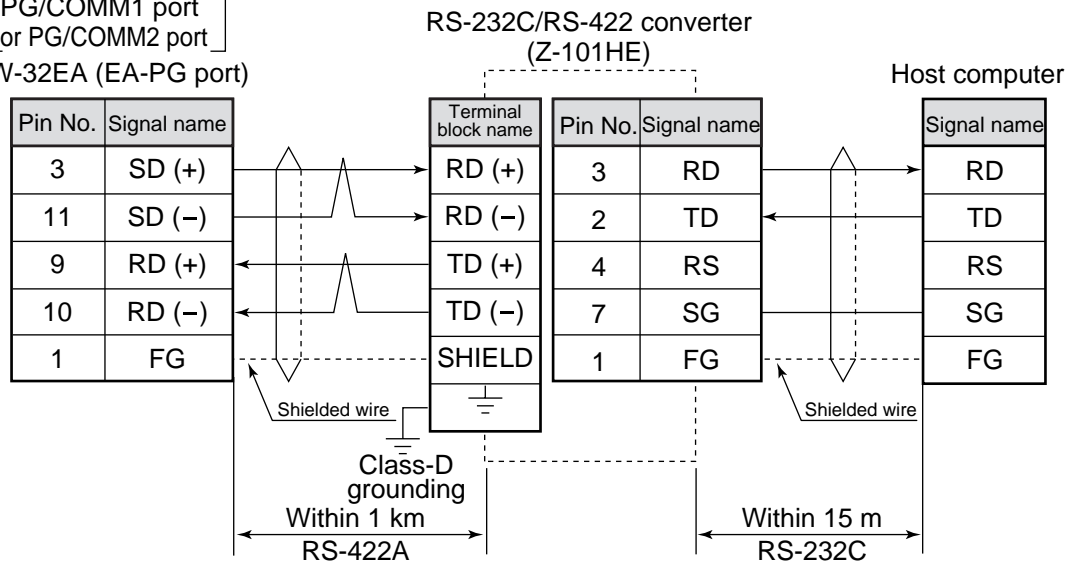 PG/COMM1 port
or PG/COMM2 port
W-32EA (EA-PG port)
RS-232C/RS-422 converter
(Z-101HE)
Host computer
Pin No. Signal name
3 SD (+)
11 SD (−)
9 RD (+)
10 RD (−)
1 FG
Terminal
block name
RD (+)
RD (−)
TD (+)
TD (−)
SHIELD
Pin No. Signal name
3 RD
2 TD
4 RS
7 SG
1 FG
Signal name
RD
TD
RS
SG
FG
Shielded wire
Shielded wire
Class-D
grounding
Within 1 km
RS-422A
Within 15 m
RS-232C